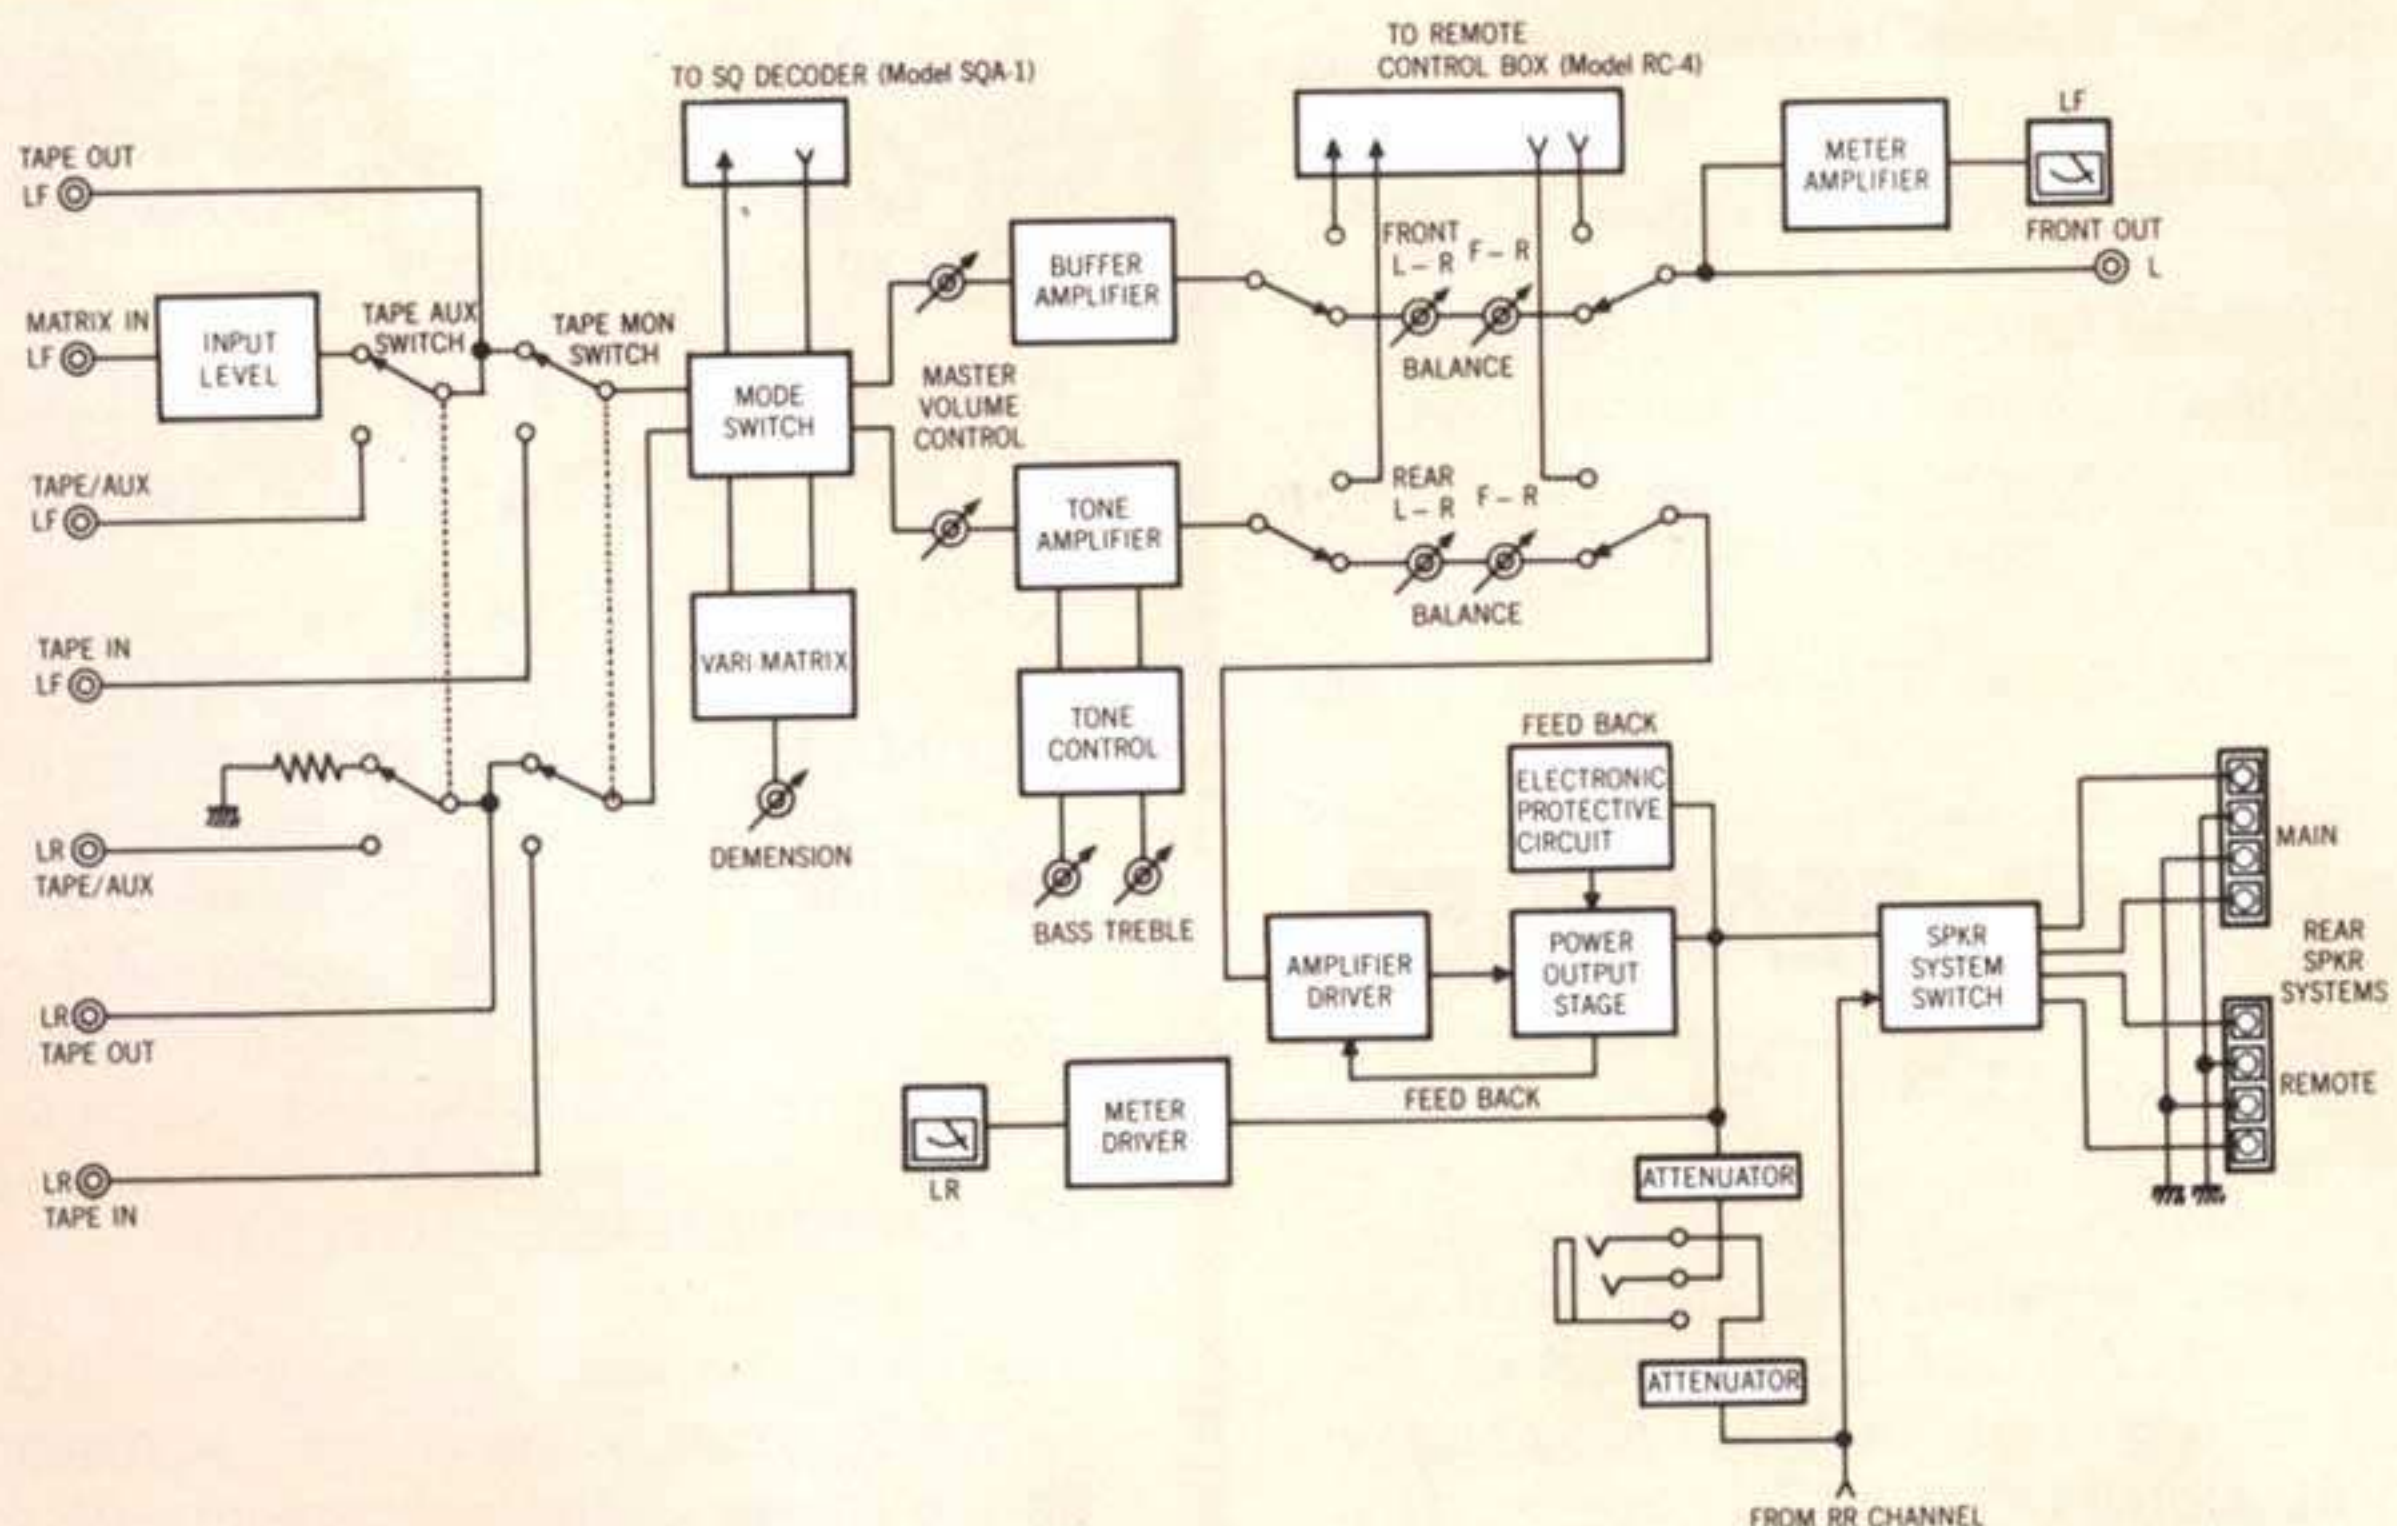 TO REMOTE
CONTROL BOX (Model RC-4)
TO SQ DECODER (Model SQA-1)
TAPE OUT
LF
MATRIX IN
LF
INPUT
LEVEL
TAPE AUX
SWITCH
TAPE MON
SWITCH
TAPE/AUX
LF
TAPE IN
LF
LR
TAPE/AUX
LR
TAPE OUT
LR
TAPE IN
MODE
SWITCH
VARI-MATRIX
DEMENSION
MASTER
VOLUME
CONTROL
BUFFER
AMPLIFIER
TONE
AMPLIFIER
TONE
CONTROL
BASS TREBLE
FRONT
L – R F – R
BALANCE
REAR
L – R F – R
BALANCE
METER
AMPLIFIER
LF
FRONT OUT
L
FEED BACK
ELECTRONIC
PROTECTIVE
CIRCUIT
AMPLIFIER
DRIVER
POWER
OUTPUT
STAGE
FEED BACK
METER
DRIVER
LR
ATTENUATOR
ATTENUATOR
FROM RR CHANNEL
SPKR
SYSTEM
SWITCH
MAIN
REAR
SPKR
SYSTEMS
REMOTE